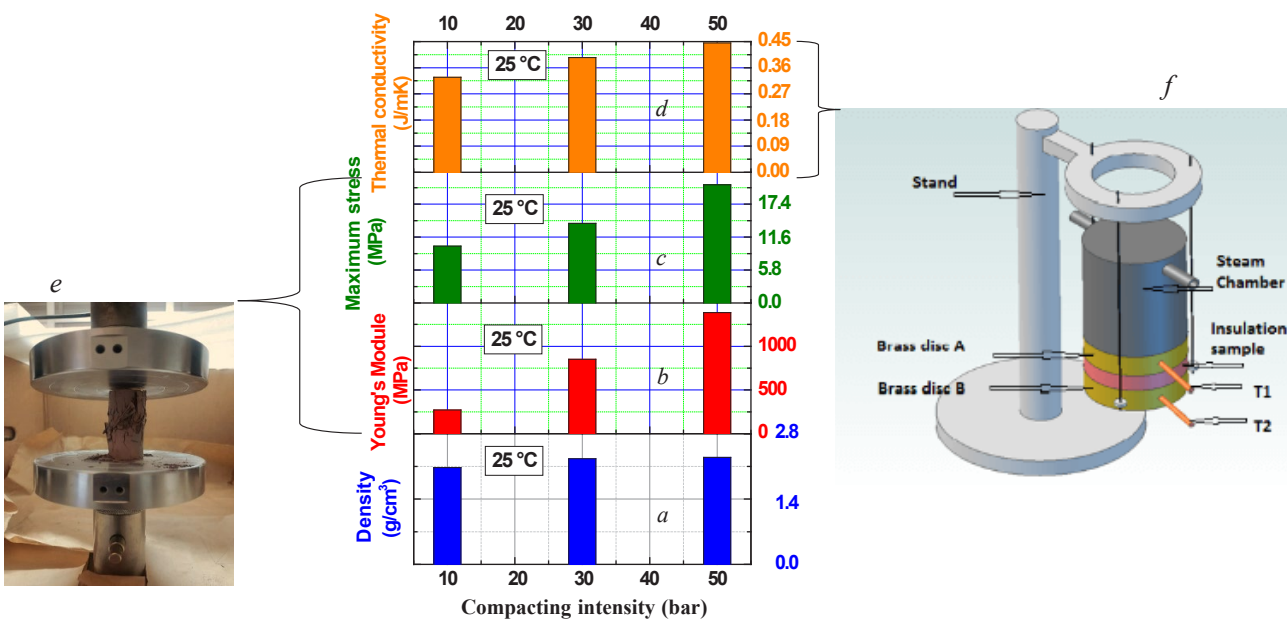 10 20 30 40 50
f
Thermal conductivity
(J/mK)
25 °C
d
0.45
0.36
0.27
0.18
0.09
0.00
Maximum stress
(MPa)
25 °C
c
17.4
11.6
5.8
0.0
e
Young's Module
(MPa)
25 °C
b
1000
500
0
2.8
Density
(g/cm³)
25 °C
a
1.4
0.0
10 20 30 40 50
Compacting intensity (bar)
Stand
Steam
Chamber
Insulation
sample
Brass disc A
Brass disc B
T1
T2